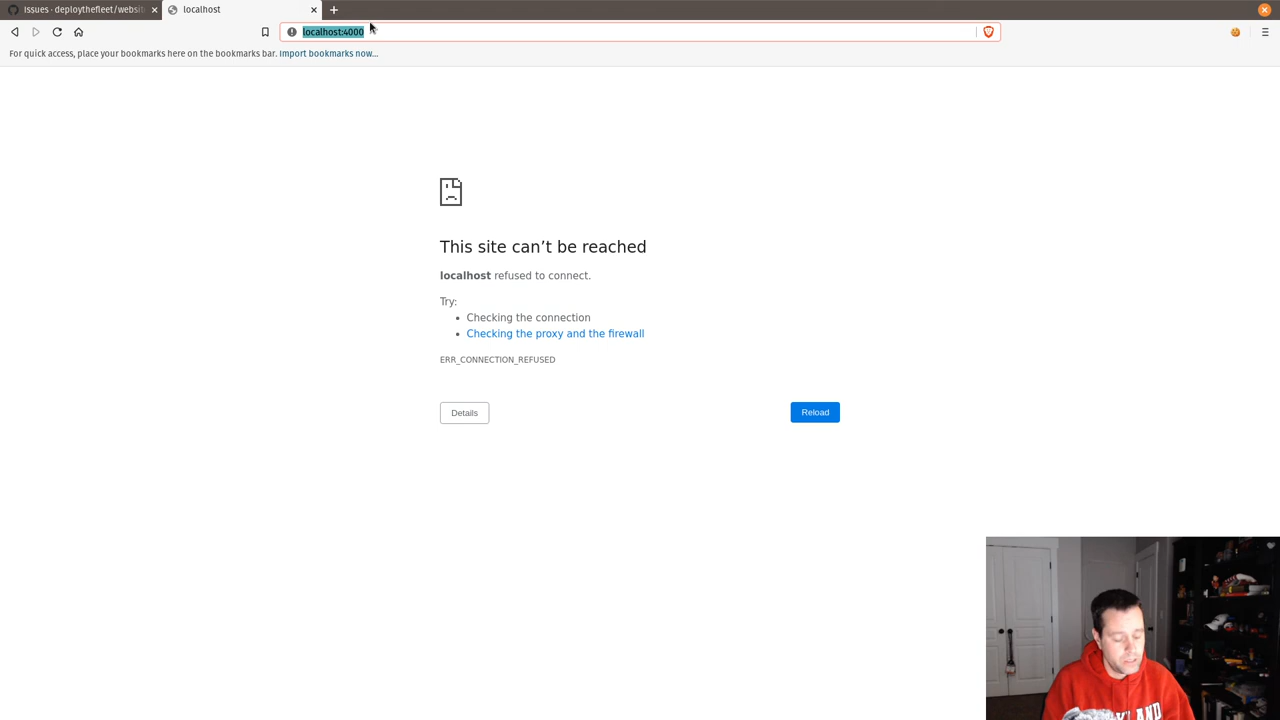 Issues · deploythefleet/websit
localhost
localhost:4000
For quick access, place your bookmarks here on the bookmarks bar. Import bookmarks now...
This site can't be reached
localhost refused to connect.
Try:
• Checking the connection
• Checking the proxy and the firewall
ERR_CONNECTION_REFUSED
Details
Reload
AND